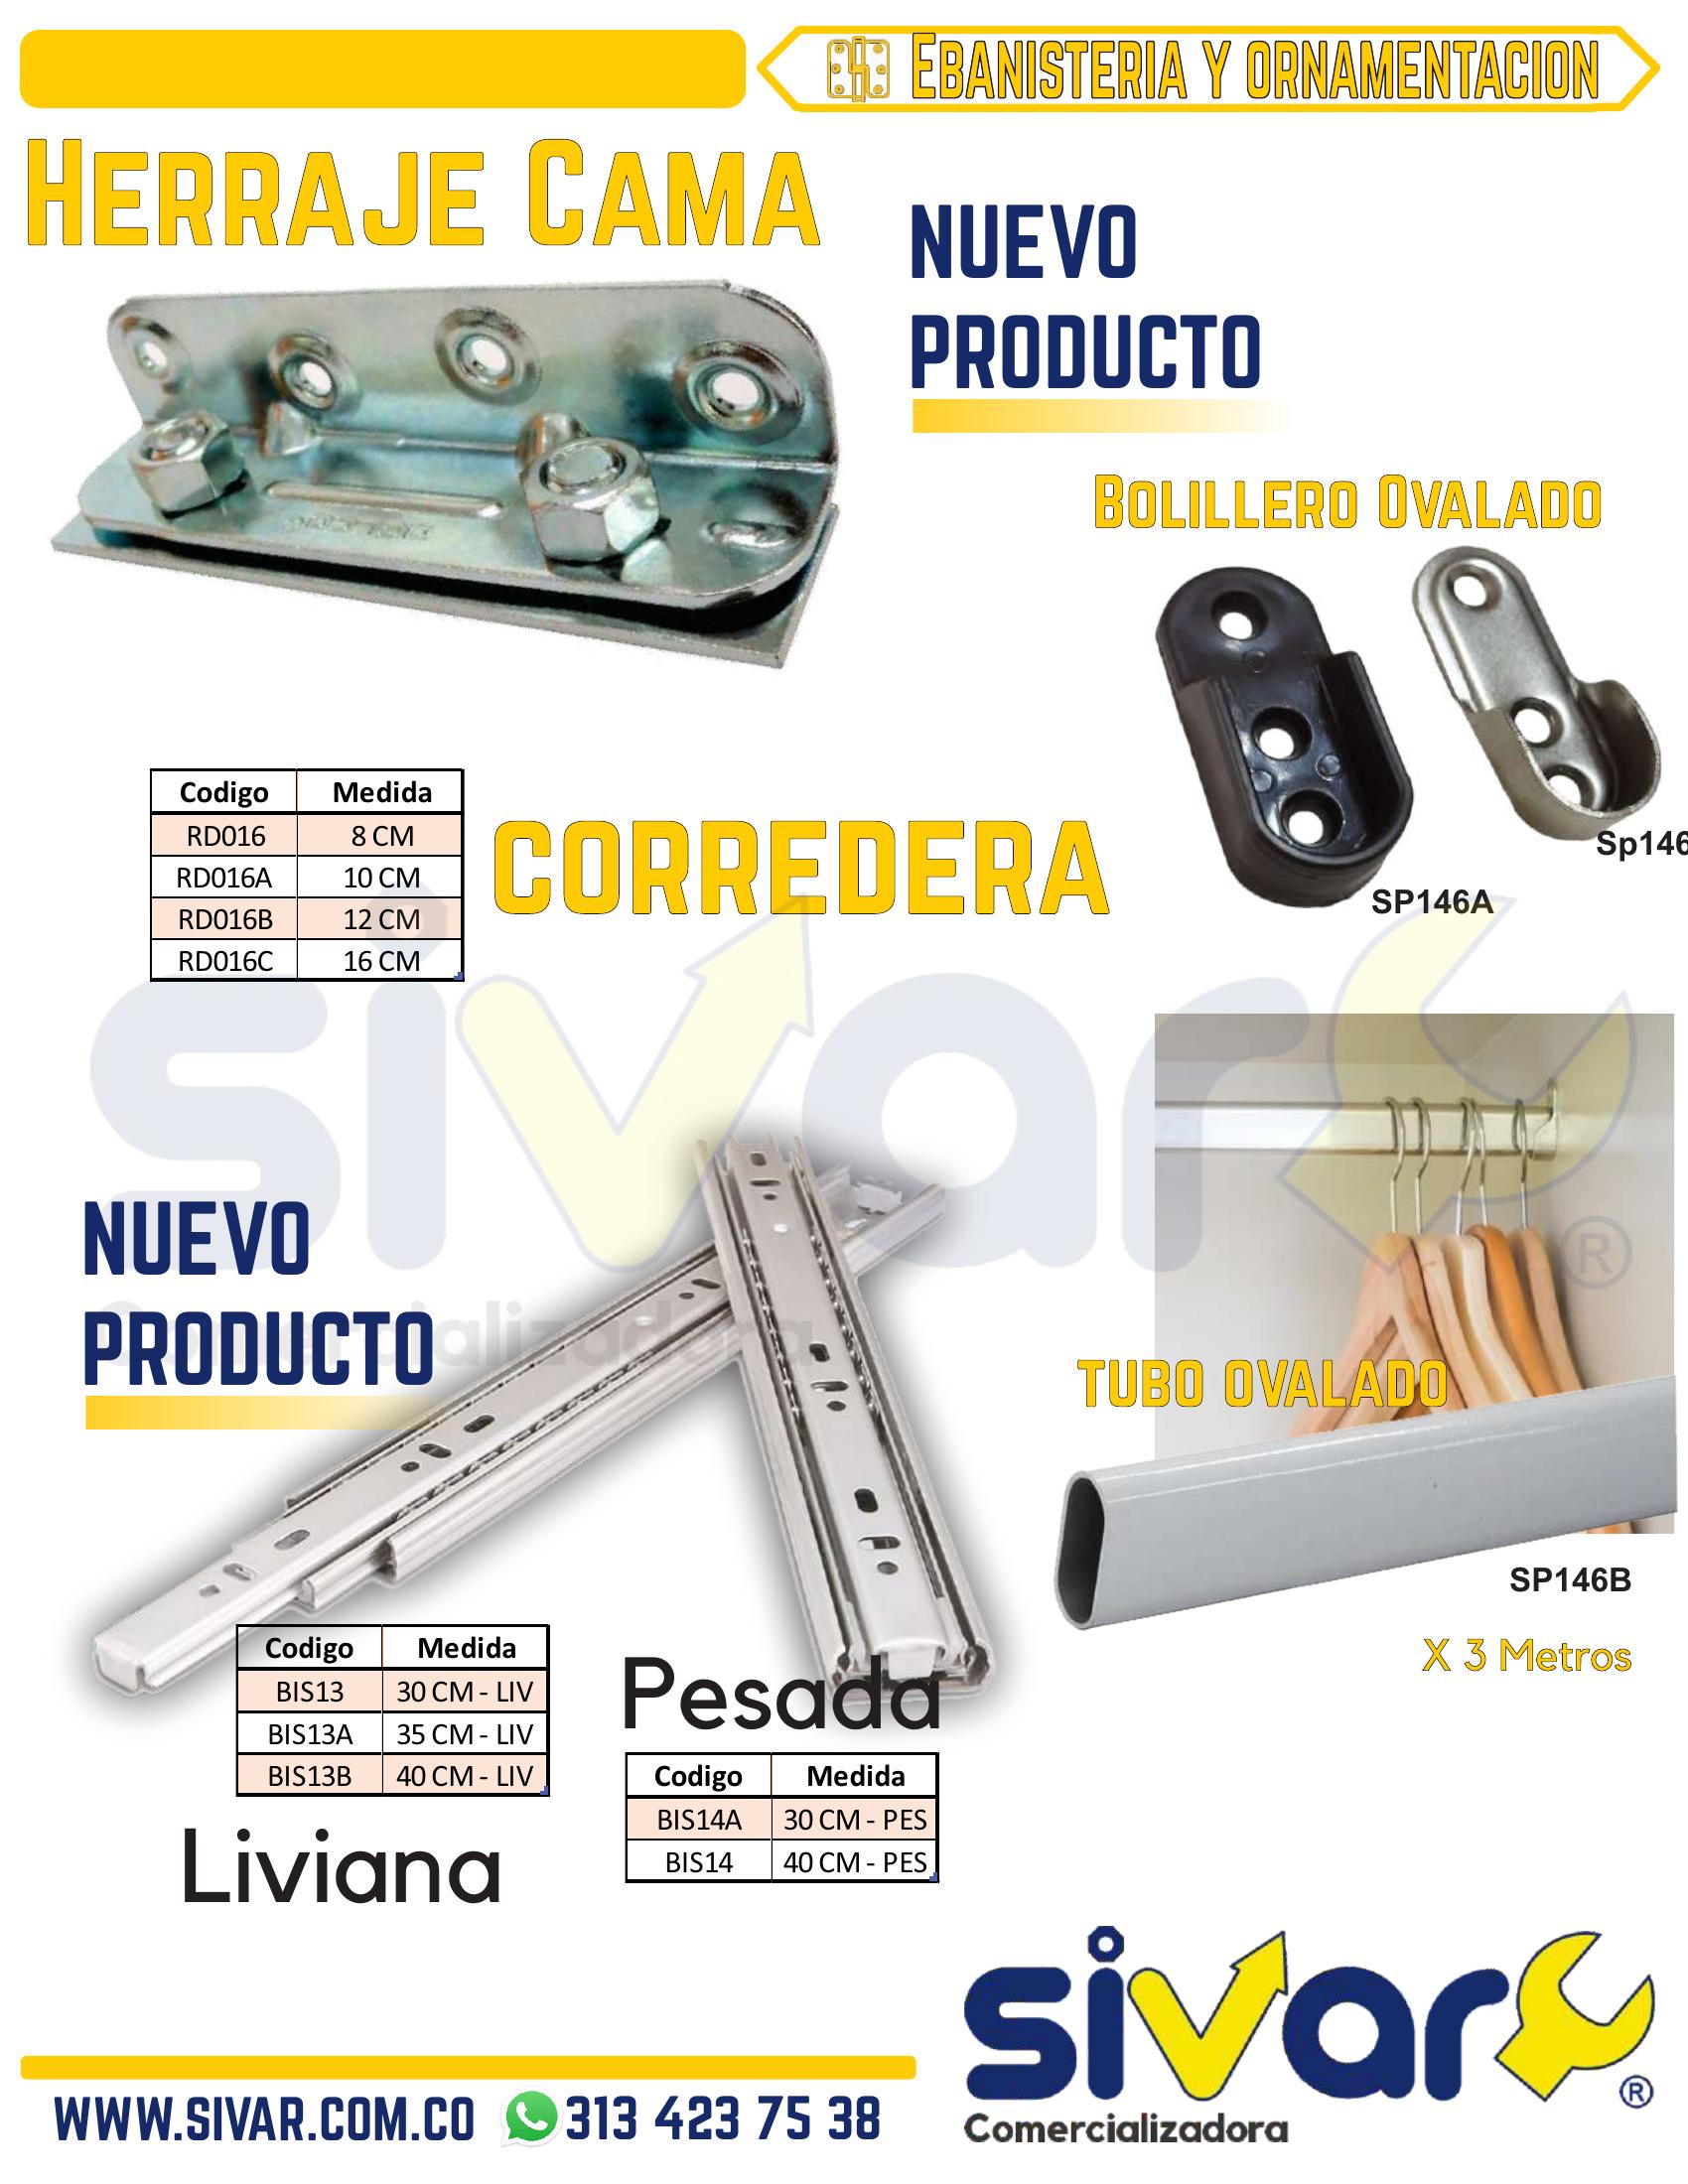 EBANISTERIA Y ORNAMENTACION
HERRAJE CAMA
NUEVO
PRODUCTO
BOLILLERO OVALADO
Sp146
SP146A
Codigo Medida
RD016 8 CM
RD016A 10 CM
RD016B 12 CM
RD016C 16 CM
CORREDERA
sivar
®
Comercializadora
NUEVO
PRODUCTO
TUBO OVALADO
SP146B
X 3 Metros
Codigo Medida
BIS13 30 CM - LIV
BIS13A 35 CM - LIV
BIS13B 40 CM - LIV
Liviana
Pesada
Codigo Medida
BIS14A 30 CM - PES
BIS14 40 CM - PES
sivar
®
Comercializadora
WWW.SIVAR.COM.CO 313 423 75 38